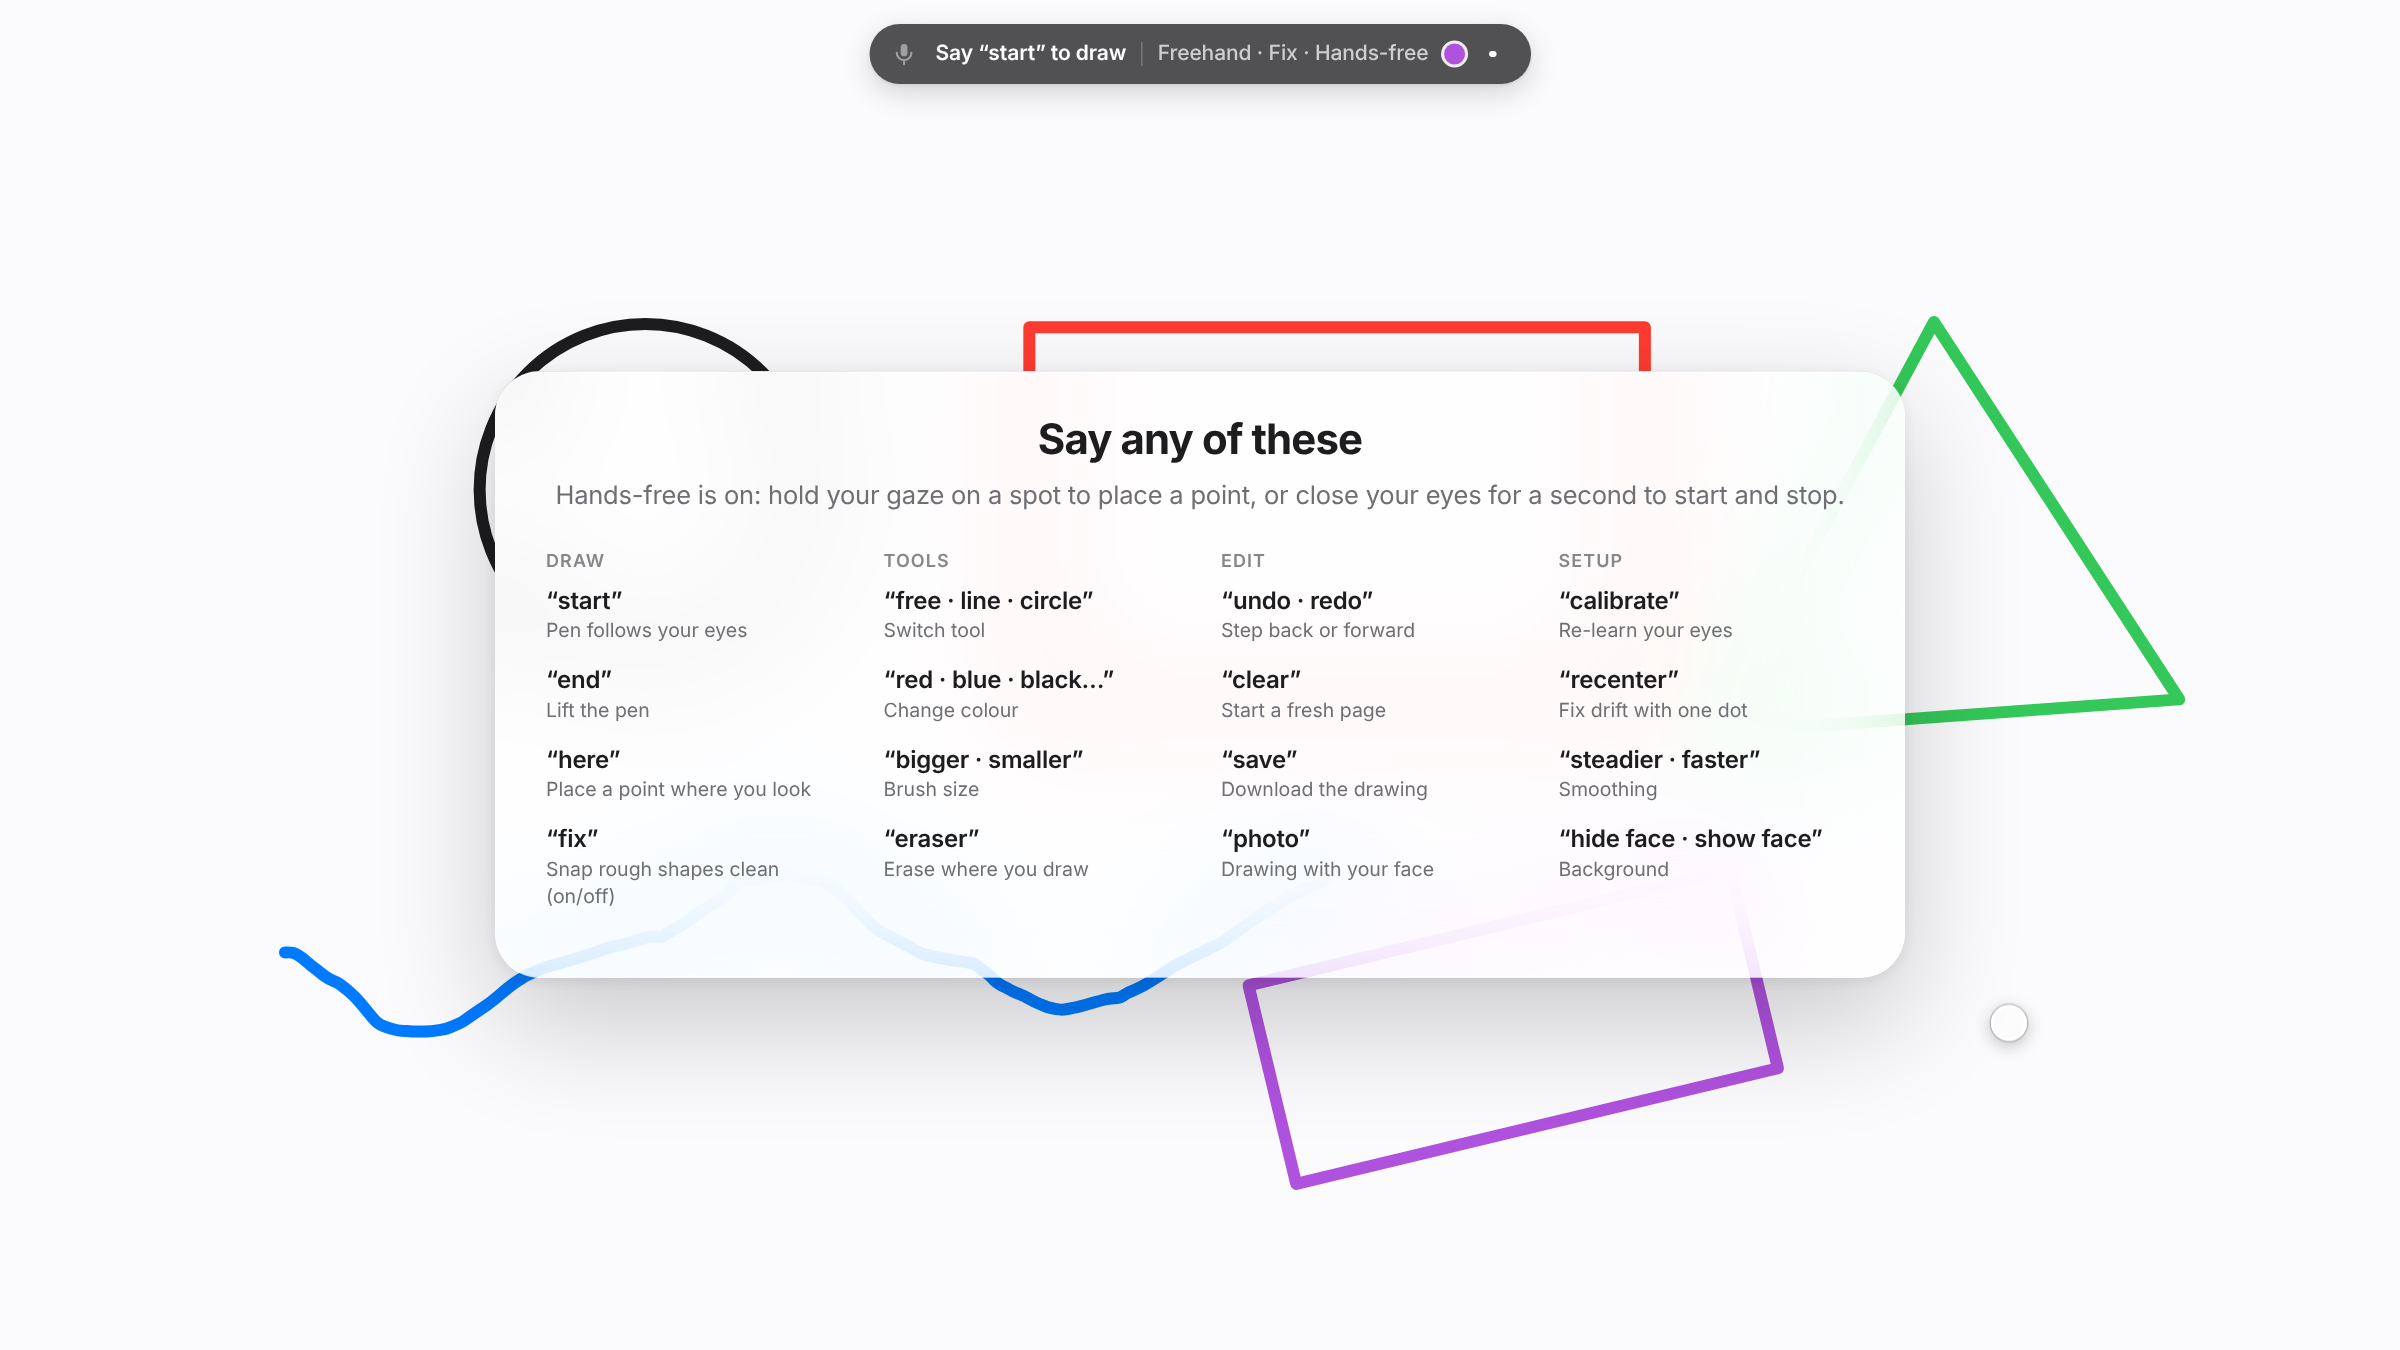 Say “start” to draw
Freehand · Fix · Hands-free
Say any of these
Hands-free is on: hold your gaze on a spot to place a point, or close your eyes for a second to start and stop.
DRAW
“start”
Pen follows your eyes
“end”
Lift the pen
“here”
Place a point where you look
“fix”
Snap rough shapes clean
(on/off)
TOOLS
“free · line · circle”
Switch tool
“red · blue · black…”
Change colour
“bigger · smaller”
Brush size
“eraser”
Erase where you draw
EDIT
“undo · redo”
Step back or forward
“clear”
Start a fresh page
“save”
Download the drawing
“photo”
Drawing with your face
SETUP
“calibrate”
Re-learn your eyes
“recenter”
Fix drift with one dot
“steadier · faster”
Smoothing
“hide face · show face”
Background